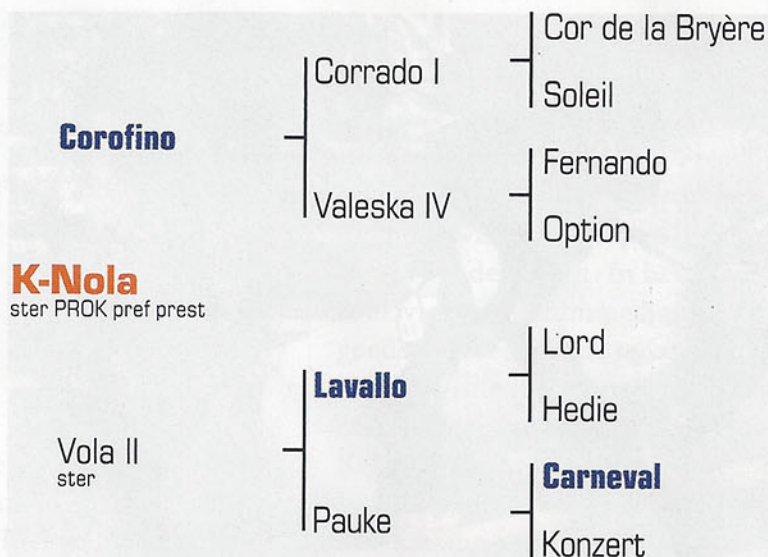 Cor de la Bryère
Corrado I
Soleil
Corofino
Fernando
Valeska IV
Option
K-Nola
ster PROK pref prest
Lord
Lavallo
Hedie
Vola II
ster
Carneval
Pauke
Konzert